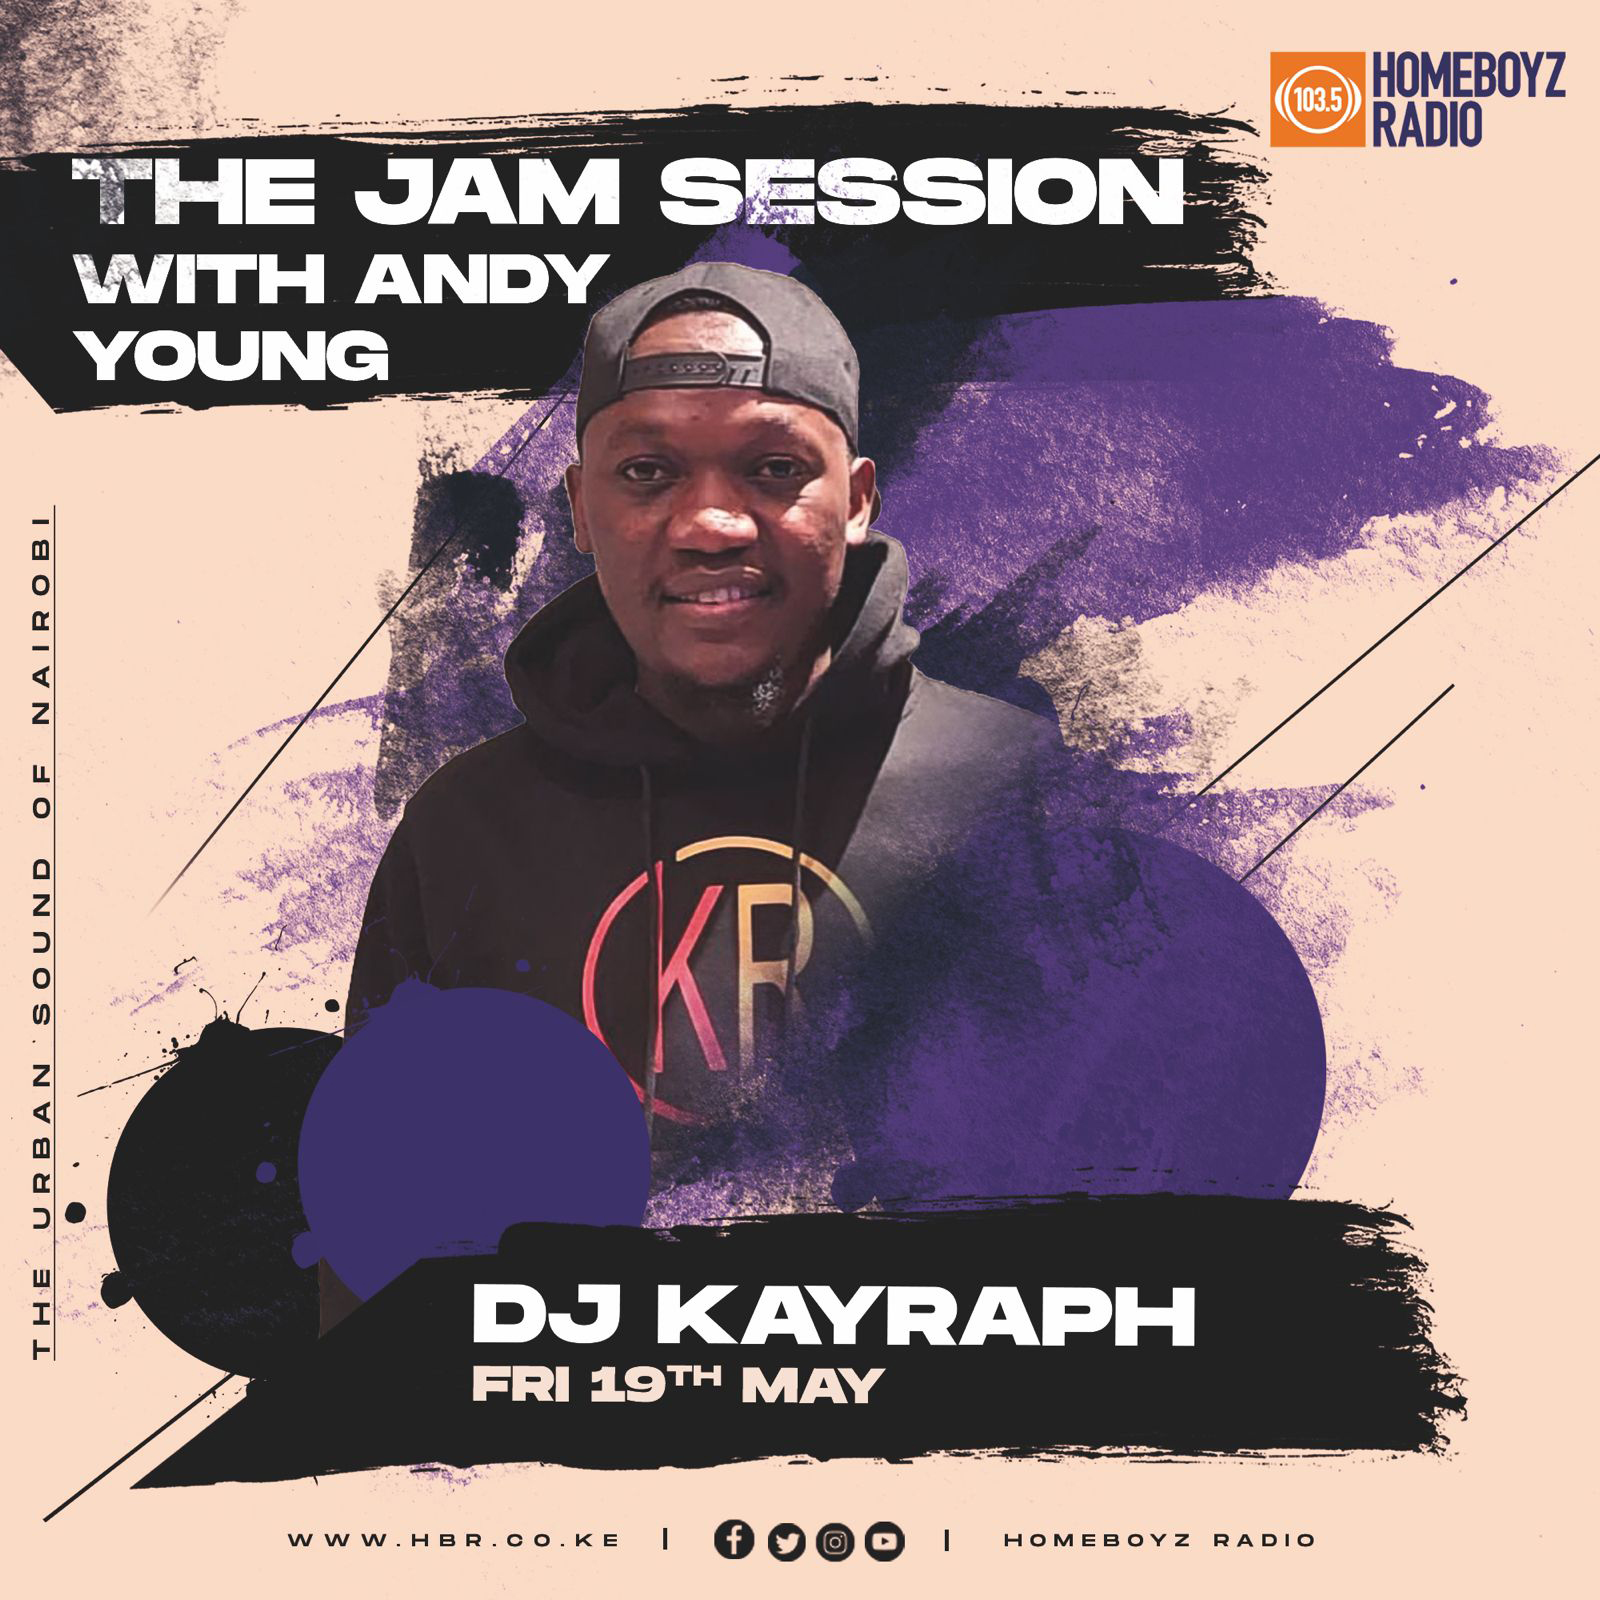 103.5
HOMEBOYZ
RADIO
THE JAM SESSION
WITH ANDY
YOUNG
THE URBAN SOUND OF NAIROBI
KR
DJ KAYRAPH
FRI 19TH MAY
WWW.HBR.CO.KE | | HOMEBOYZ RADIO